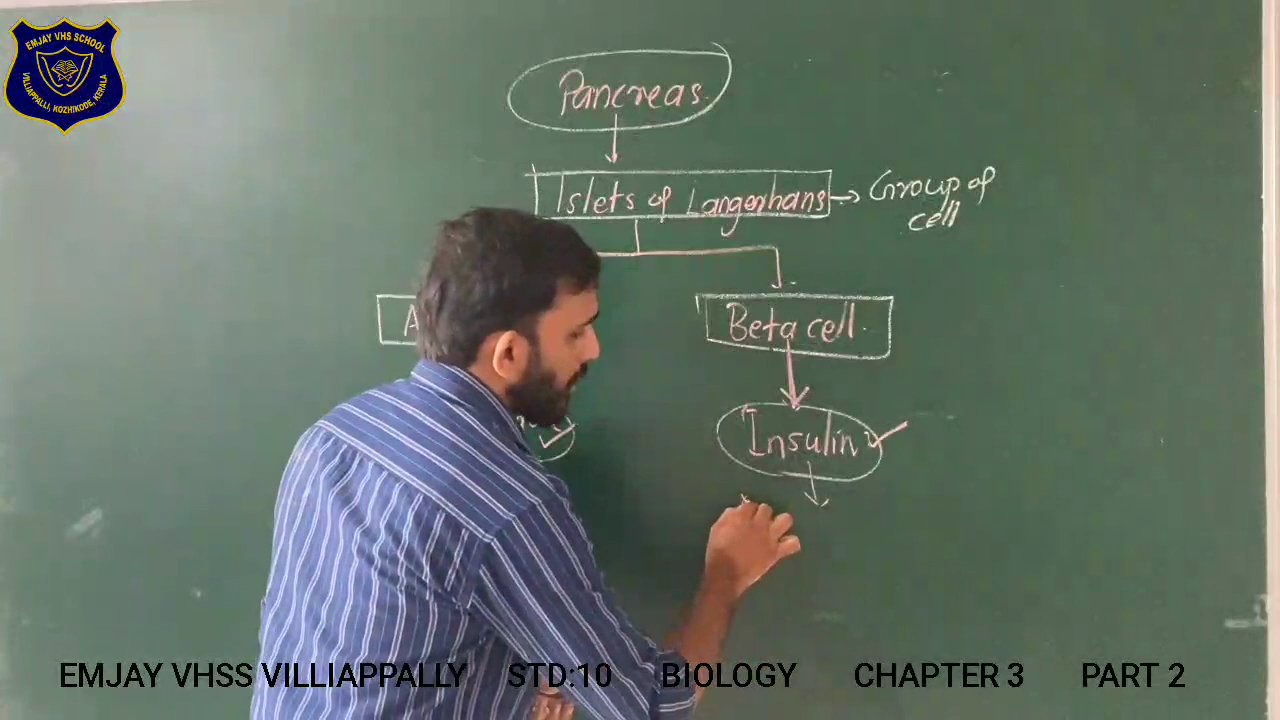 EMJAY VHS SCHOOL
VILLIAPPALLI, KOZHIKODE, KERALA
Pancreas
Islets of Langerhans → Group of
cell
Beta cell
Insulin
EMJAY VHSS VILLIAPPALLY STD:10 BIOLOGY CHAPTER 3 PART 2